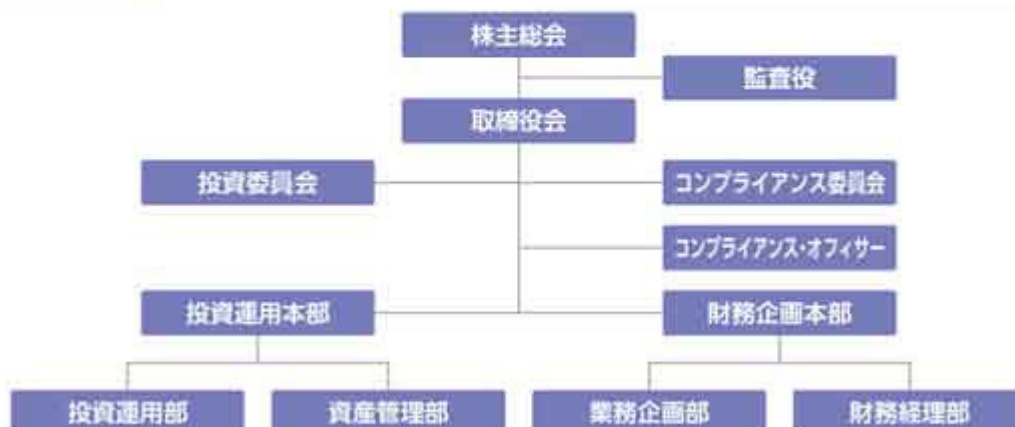 株主総会
監査役
取締役会
投資委員会
コンプライアンス委員会
コンプライアンス・オフィサー
投資運用本部
財務企画本部
投資運用部
資産管理部
業務企画部
財務経理部